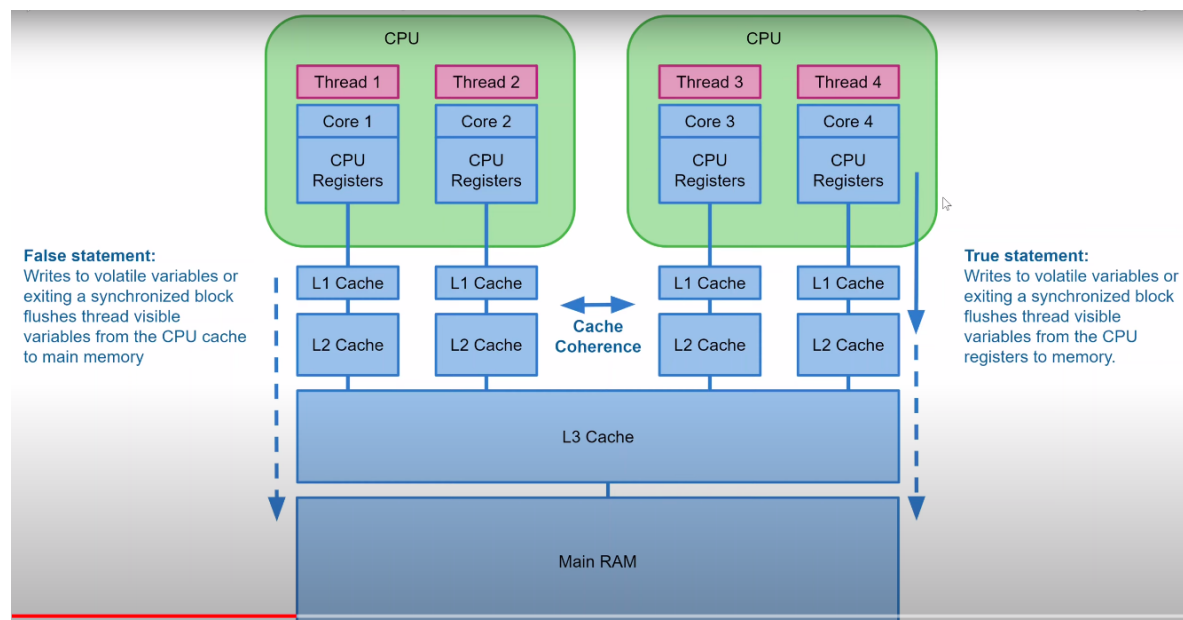 CPU
CPU
Thread 1
Thread 2
Thread 3
Thread 4
Core 1
Core 2
Core 3
Core 4
CPU
Registers
CPU
Registers
CPU
Registers
CPU
Registers
False statement:
Writes to volatile variables or
exiting a synchronized block
flushes thread visible
variables from the CPU cache
to main memory
L1 Cache
L1 Cache
L1 Cache
L1 Cache
Cache
Coherence
L2 Cache
L2 Cache
L2 Cache
L2 Cache
True statement:
Writes to volatile variables or
exiting a synchronized block
flushes thread visible
variables from the CPU
registers to memory.
L3 Cache
Main RAM